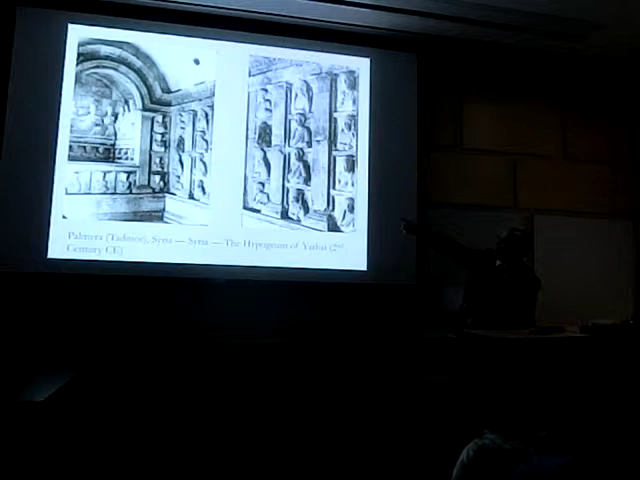 Palmyra (Tadmor), Syria — Syria — The Hypogeum of Yarhai (2nd
Century CE)